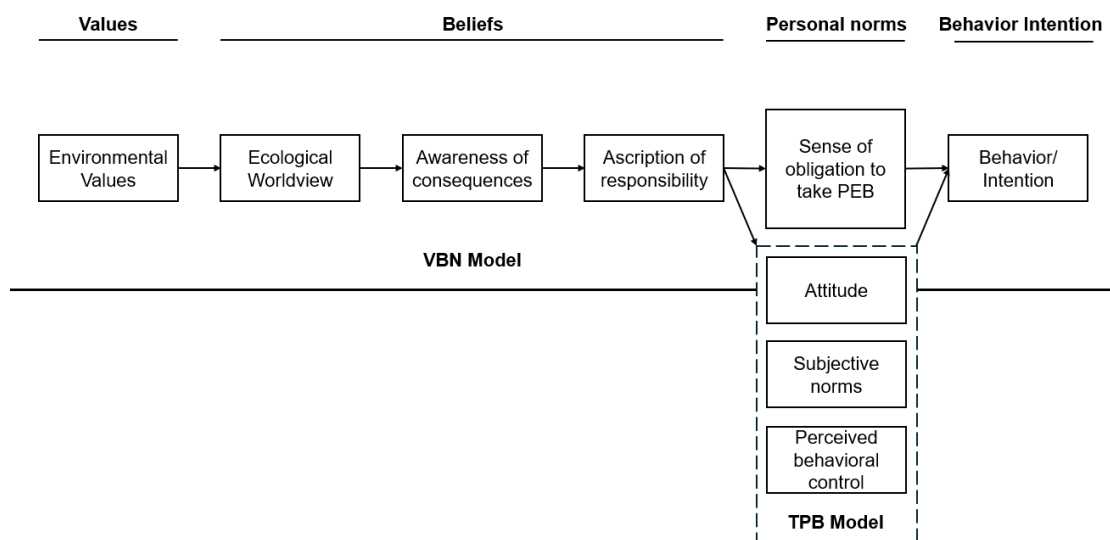 Values
Beliefs
Personal norms
Behavior Intention
Environmental
Values
Ecological
Worldview
Awareness of
consequences
Ascription of
responsibility
Sense of
obligation to
take PEB
Behavior/
Intention
VBN Model
Attitude
Subjective
norms
Perceived
behavioral
control
TPB Model